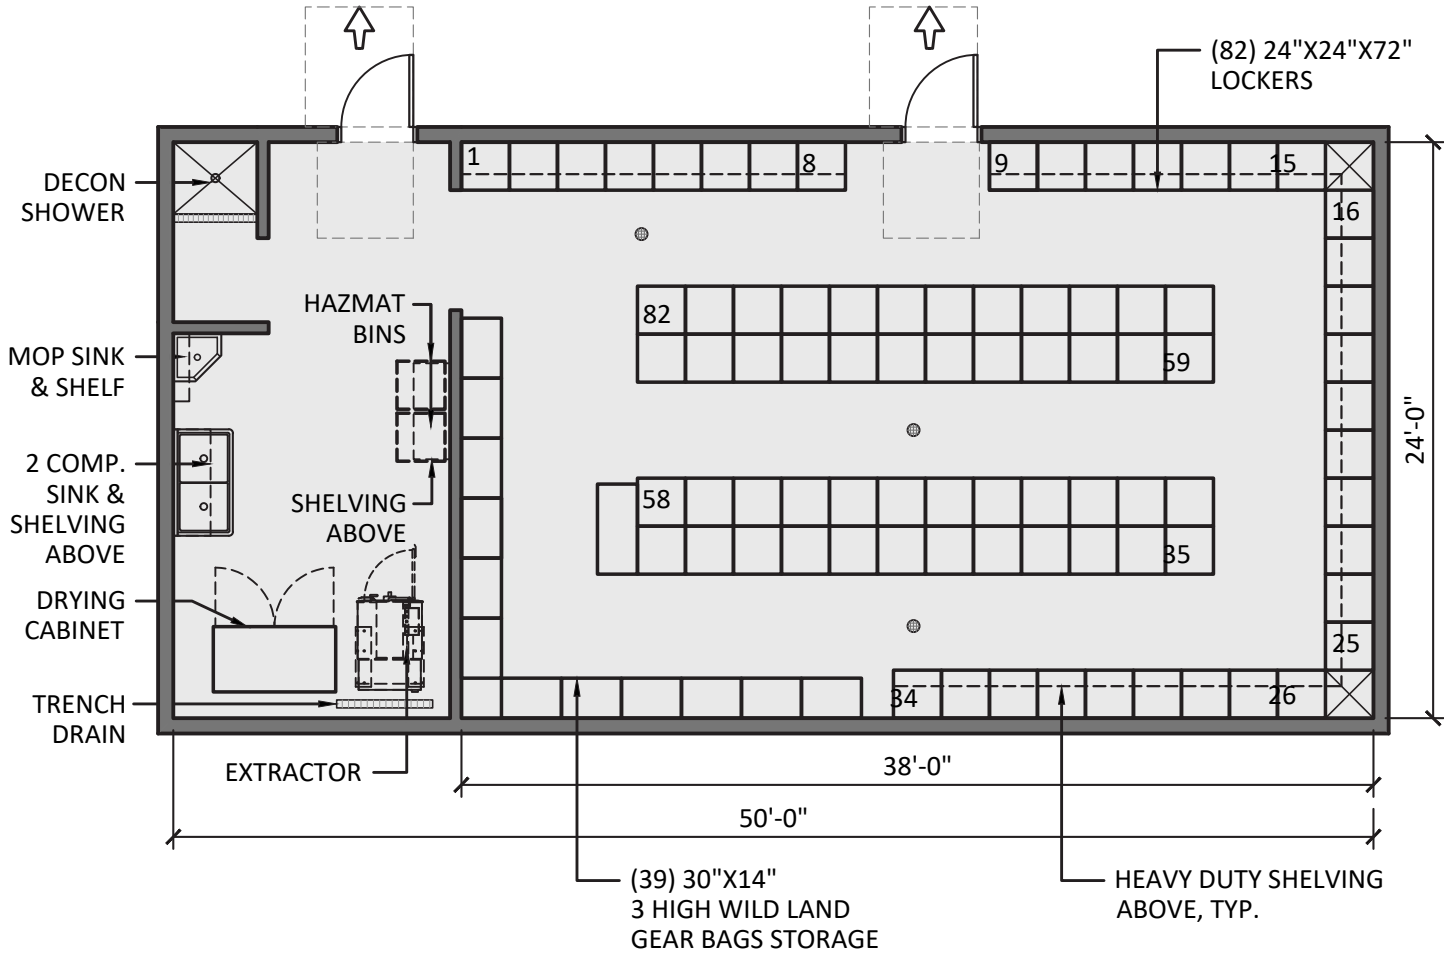 (82) 24"X24"X72"
LOCKERS
1
8
9
15
DECON
SHOWER
16
HAZMAT
BINS
82
MOP SINK
& SHELF
59
24'-0"
2 COMP.
SINK &
SHELVING
ABOVE
SHELVING
ABOVE
58
35
DRYING
CABINET
25
TRENCH
DRAIN
34
26
EXTRACTOR
38'-0"
50'-0"
(39) 30"X14"
3 HIGH WILD LAND
GEAR BAGS STORAGE
HEAVY DUTY SHELVING
ABOVE, TYP.